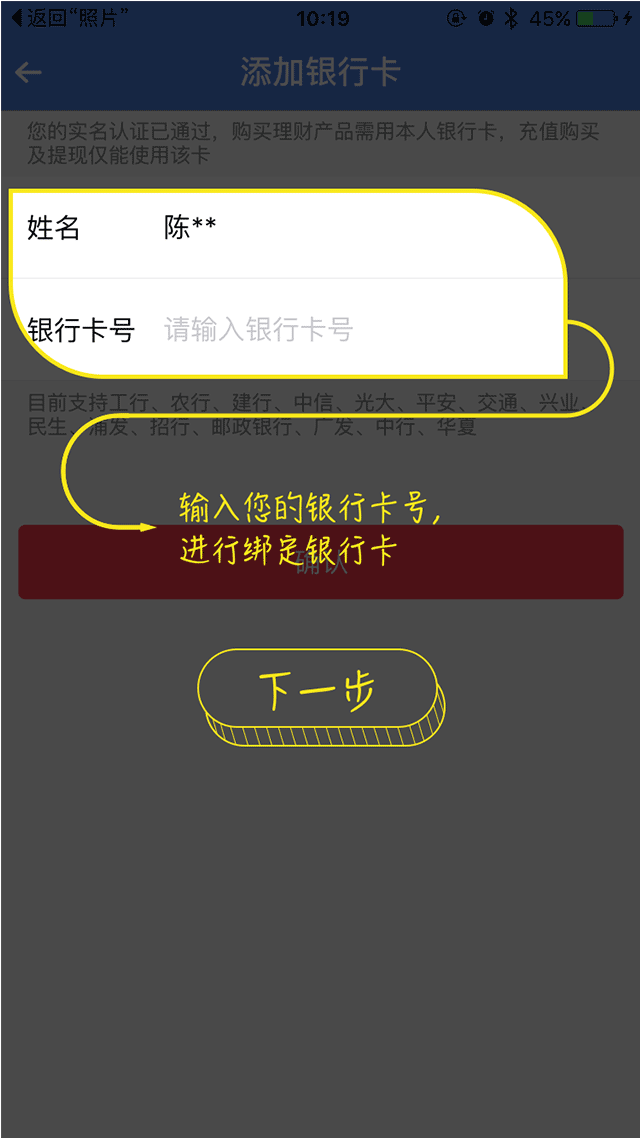 返回“照片”
10:19
45%
添加银行卡
您的实名认证已通过，购买理财产品需用本人银行卡，充值购买
及提现仅能使用该卡
姓名 陈**
银行卡号 请输入银行卡号
目前支持工行、农行、建行、中信、光大、平安、交通、兴业、
民生、浦发、招行、邮政银行、广发、中行、华夏
输入您的银行卡号，
进行绑定银行卡
确认
下一步